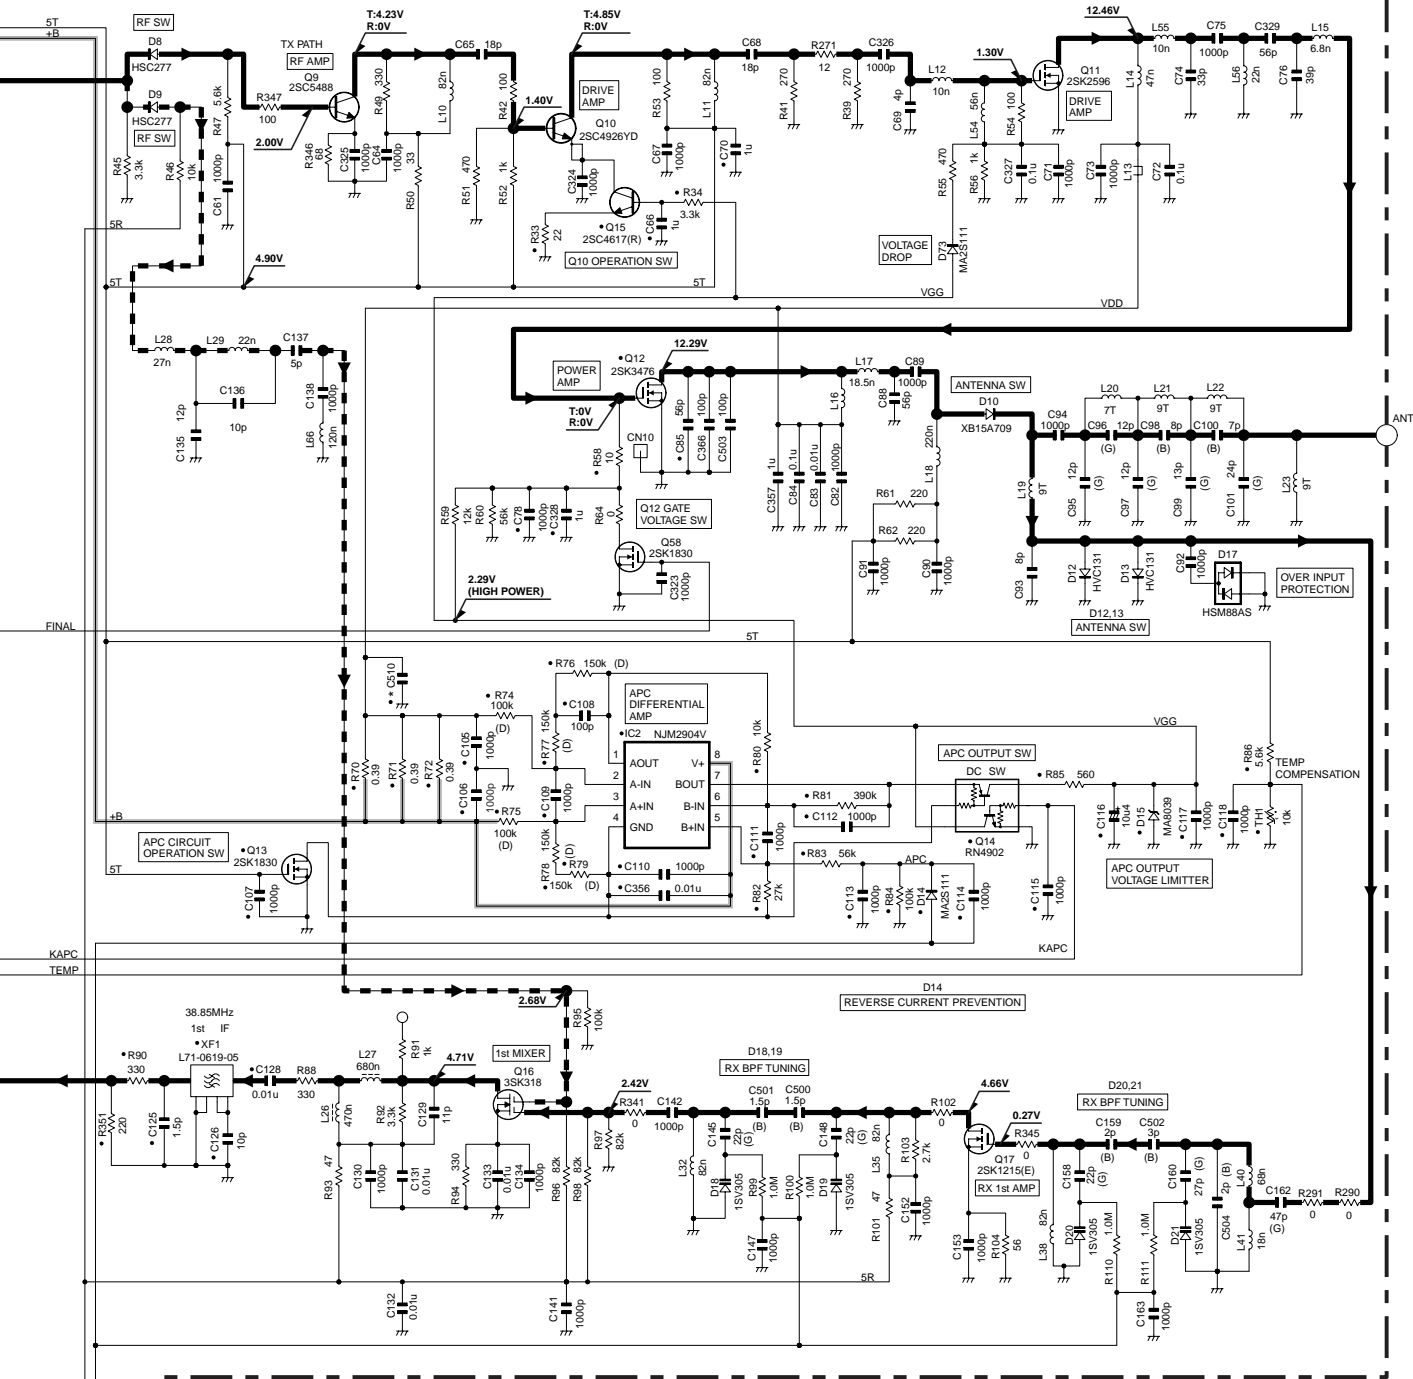 5T
+B
RF SW
D8
HSC277
D9
HSC277
RF SW
R45
3.3k
R46
10k
5R
5.6k
R47
1000p
C61
R347
100
2.00V
4.90V
TX PATH
RF AMP
Q9
2SC5488
T:4.23V
R:0V
R346
68
C325
1000p
330
R49
C64
1000p
33
R50
82n
L10
C65
18p
100
R42
1.40V
470
R51
1k
R52
T:4.85V
R:0V
DRIVE
AMP
Q10
2SC4926YD
C324
1000p
• R33
22
• Q15
2SC4617(R)
Q10 OPERATION SW
• R34
3.3k
• C66
1u
100
R53
82n
L11
C67
1000p
• C70
1u
5T
5T
C68
18p
270
R41
R271
12
270
R39
C326
1000p
4p
C69
L12
10n
56n
L54
1.30V
100
R54
Q11
2SK2596
DRIVE
AMP
12.46V
470
R55
1k
R56
C327
0.1u
C71
1000p
C73
1000p
L14
47n
L13
C72
0.1u
L55
10n
C74
33p
C75
1000p
L56
22n
C329
56p
C76
39p
L15
6.8n
VOLTAGE
DROP
D73
MA2S111
VGG
VDD
L28
27n
L29
22n
C137
5p
C136
10p
12p
C135
C138
1000p
L66
120n
POWER
AMP
• Q12
2SK3476
12.29V
T:0V
R:0V
CN10
• R58
10
56p
• C85
100p
C366
100p
C503
L16
L17
18.5n
C89
1000p
C88
56p
1u
C357
0.1u
C84
0.01u
C83
1000p
C82
220n
L18
ANTENNA SW
D10
XB15A709
C94
1000p
L20
7T
L21
9T
L22
9T
C96
12p
(G)
C98
8p
(B)
C100
7p
(B)
ANT
L19
9T
12p
(G)
C95
12p
(G)
C97
13p
(G)
C99
24p
(G)
C101
L23
9T
R59
12k
R60
56k
• C78
1000p
• C328
1u
R64
0
Q12 GATE
VOLTAGE SW
Q58
2SK1830
C323
1000p
R61
220
R62
220
C91
1000p
C90
1000p
8p
C93
D12
HVC131
D13
HVC131
C92
1000p
D17
HSM88AS
OVER INPUT
PROTECTION
D12,13
ANTENNA SW
2.29V
(HIGH POWER)
FINAL
5T
• * C510
• R74
100k
(D)
• R76
150k
(D)
• C108
100p
APC
DIFFERENTIAL
AMP
• IC2
NJM2904V
• R77
150k
(D)
1
2
3
4
8
7
6
5
AOUT
A-IN
A+IN
GND
V+
BOUT
B-IN
B+IN
• R70
0.39
• R71
0.39
• R72
0.39
• C105
1000p
• C106
1000p
• C109
1000p
• R75
100k
(D)
150k
(D)
R78
• R79
150k
(D)
• C110
1000p
• C356
0.01u
+B
APC CIRCUIT
OPERATION SW
• Q13
2SK1830
5T
• C107
1000p
10k
• R80
• R81
390k
• C112
1000p
• C111
1000p
• R82
27k
• R83
56k
APC
• C113
1000p
• R84
100k
• D14
MA2S111
• C114
1000p
APC OUTPUT SW
DC SW
• Q14
RN4902
• R85
560
• C115
1000p
VGG
• C116
10u4
• D15
MA8039
• C117
1000p
• C118
1000p
• R86
5.6k
TEMP
COMPENSATION
• TH1
10k
APC OUTPUT
VOLTAGE LIMITTER
KAPC
KAPC
TEMP
D14
REVERSE CURRENT PREVENTION
2.68V
R95
100k
38.85MHz
1st IF
• XF1
L71-0619-05
• R90
330
• R351
220
• C125
1.5p
• C126
10p
• C128
0.01u
R88
330
L27
680n
R91
1k
4.71V
1st MIXER
Q16
3SK318
L26
470n
R92
3.3k
C129
11p
47
R93
C130
1000p
C131
0.01u
330
R94
C133
0.01u
C134
1000p
82k
R96
82k
R98
R97
82k
2.42V
R341
0
C142
1000p
D18,19
RX BPF TUNING
C501
1.5p
(B)
C500
1.5p
(B)
C145
22p
(G)
C148
22p
(G)
L32
82n
D18
1SV305
R99
1.0M
R100
1.0M
D19
1SV305
C147
1000p
82n
L35
R103
2.7k
R102
0
47
R101
C152
1000p
4.66V
0.27V
R345
0
Q17
2SK1215(E)
RX 1st AMP
C153
1000p
R104
56
D20,21
RX BPF TUNING
C159
2p
(B)
C502
3p
(B)
C158
22p
(G)
C160
27p
(G)
2p (B)
C504
82n
L38
D20
1SV305
1.0M
R110
1.0M
R111
D21
1SV305
C163
1000p
L40
68n
L41
18n
C162
47p
(G)
R291
0
R290
0
5R
C132
0.01u
C141
1000p